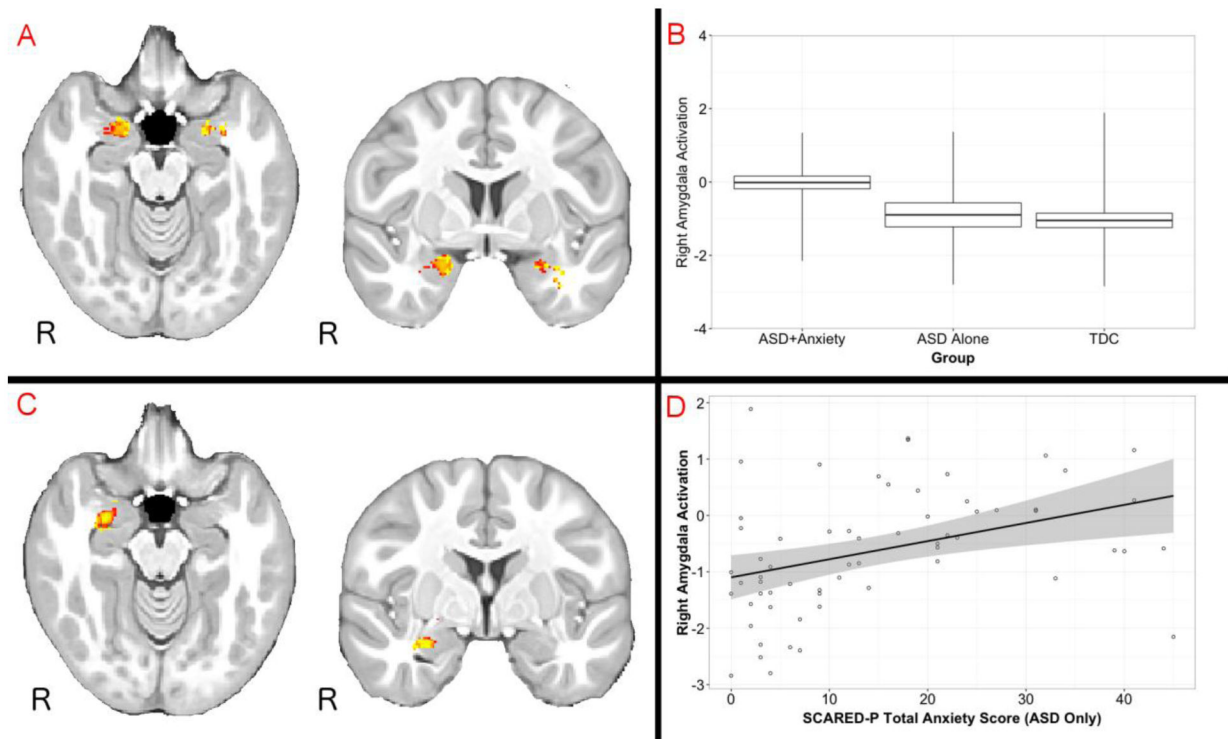 A
R
R
B
Right Amygdala Activation
4
2
0
-2
-4
ASD+Anxiety ASD Alone TDC
Group
C
R
R
D
Right Amygdala Activation
2
1
0
-1
-2
-3
0 10 20 30 40
SCARED-P Total Anxiety Score (ASD Only)